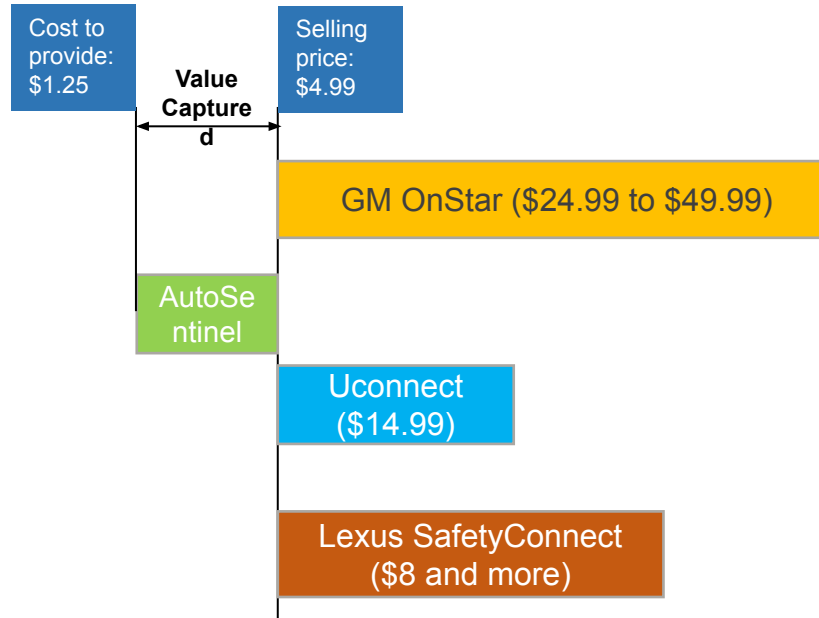 Cost to
provide:
$1.25
Value
Capture
d
Selling
price:
$4.99
GM OnStar ($24.99 to $49.99)
AutoSe
ntinel
Uconnect
($14.99)
Lexus SafetyConnect
($8 and more)